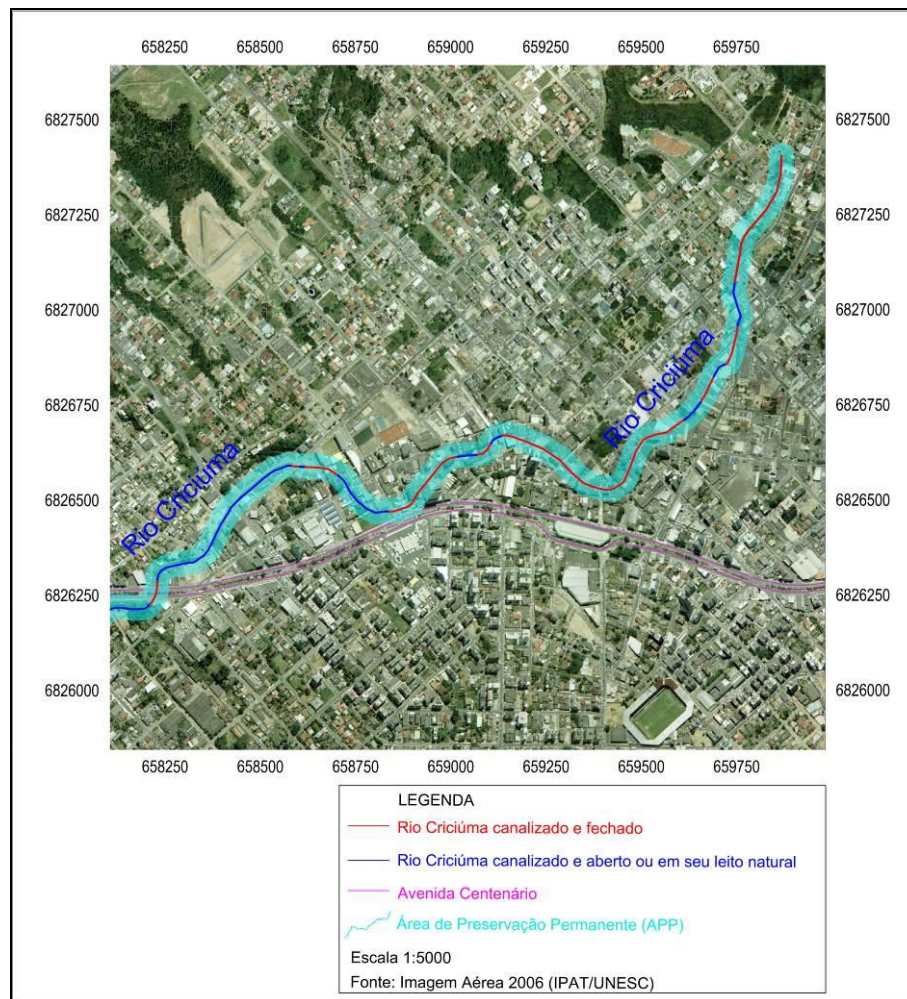 658250 658500 658750 659000 659250 659500 659750
6827500 6827500
6827250 6827250
6827000 6827000
Rio Criciúma
6826750 6826750
Rio Criciuma
6826500 6826500
6826250 6826250
6826000 6826000
658250 658500 658750 659000 659250 659500 659750
LEGENDA
Rio Criciúma canalizado e fechado
Rio Criciúma canalizado e aberto ou em seu leito natural
Avenida Centenário
Área de Preservação Permanente (APP)
Escala 1:5000
Fonte: Imagem Aérea 2006 (IPAT/UNESC)